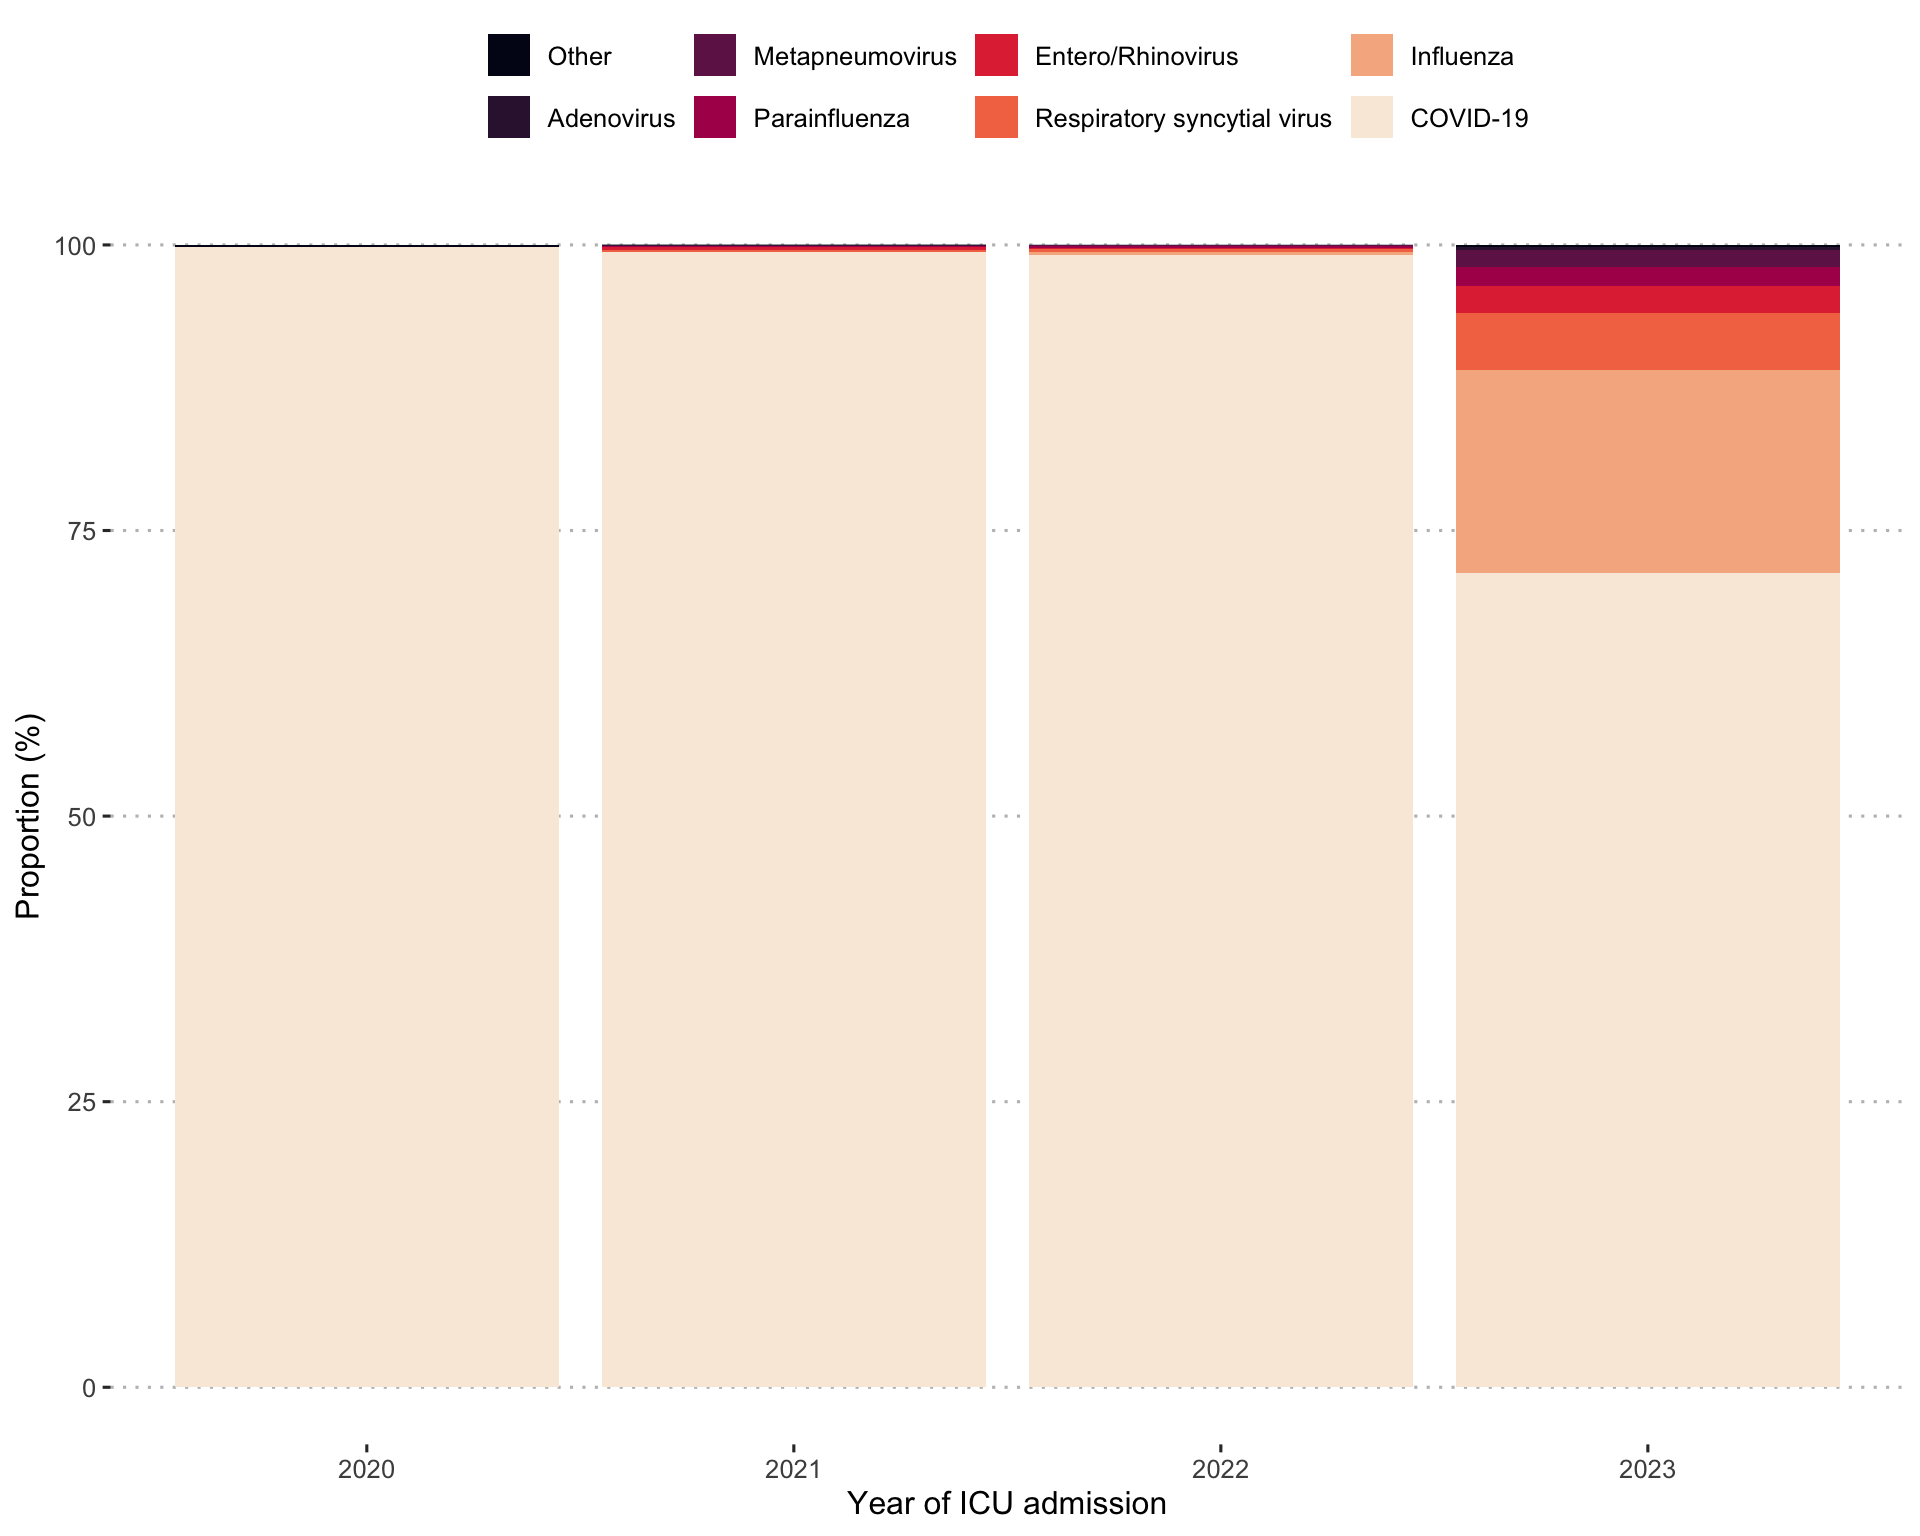 Other Metapneumovirus Entero/Rhinovirus Influenza
Adenovirus Parainfluenza Respiratory syncytial virus COVID-19
100
75
50
25
0
Proportion (%)
2020 2021 2022 2023
Year of ICU admission